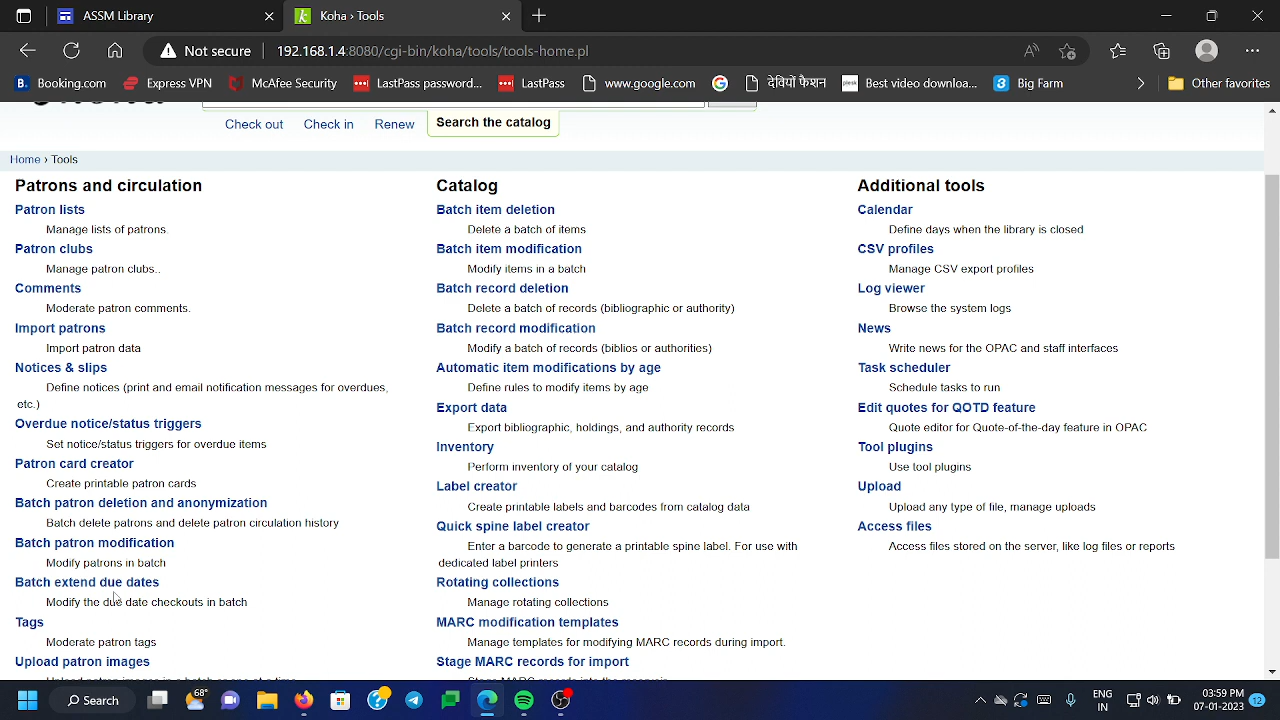 ASSM Library
Koha › Tools
Not secure
192.168.1.4:8080/cgi-bin/koha/tools/tools-home.pl
Booking.com
Express VPN
McAfee Security
LastPass password...
LastPass
www.google.com
देवियो फैशन
Best video downloa...
Big Farm
Other favorites
Check out
Check in
Renew
Search the catalog
Home › Tools
Patrons and circulation
Patron lists
Manage lists of patrons.
Patron clubs
Manage patron clubs..
Comments
Moderate patron comments.
Import patrons
Import patron data
Notices & slips
Define notices (print and email notification messages for overdues,
etc.)
Overdue notice/status triggers
Set notice/status triggers for overdue items
Patron card creator
Create printable patron cards
Batch patron deletion and anonymization
Batch delete patrons and delete patron circulation history
Batch patron modification
Modify patrons in batch
Batch extend due dates
Modify the due date checkouts in batch
Tags
Moderate patron tags
Upload patron images
Upload patron images in a batch or one at a time
Catalog
Batch item deletion
Delete a batch of items
Batch item modification
Modify items in a batch
Batch record deletion
Delete a batch of records (bibliographic or authority)
Batch record modification
Modify a batch of records (biblios or authorities)
Automatic item modifications by age
Define rules to modify items by age
Export data
Export bibliographic, holdings, and authority records
Inventory
Perform inventory of your catalog
Label creator
Create printable labels and barcodes from catalog data
Quick spine label creator
Enter a barcode to generate a printable spine label. For use with
dedicated label printers
Rotating collections
Manage rotating collections
MARC modification templates
Manage templates for modifying MARC records during import.
Stage MARC records for import
Stage MARC records into the reservoir
Additional tools
Calendar
Define days when the library is closed
CSV profiles
Manage CSV export profiles
Log viewer
Browse the system logs
News
Write news for the OPAC and staff interfaces
Task scheduler
Schedule tasks to run
Edit quotes for QOTD feature
Quote editor for Quote-of-the-day feature in OPAC
Tool plugins
Use tool plugins
Upload
Upload any type of file, manage uploads
Access files
Access files stored on the server, like log files or reports
Search
68°
ENG
IN
03:59 PM
07-01-2023
12